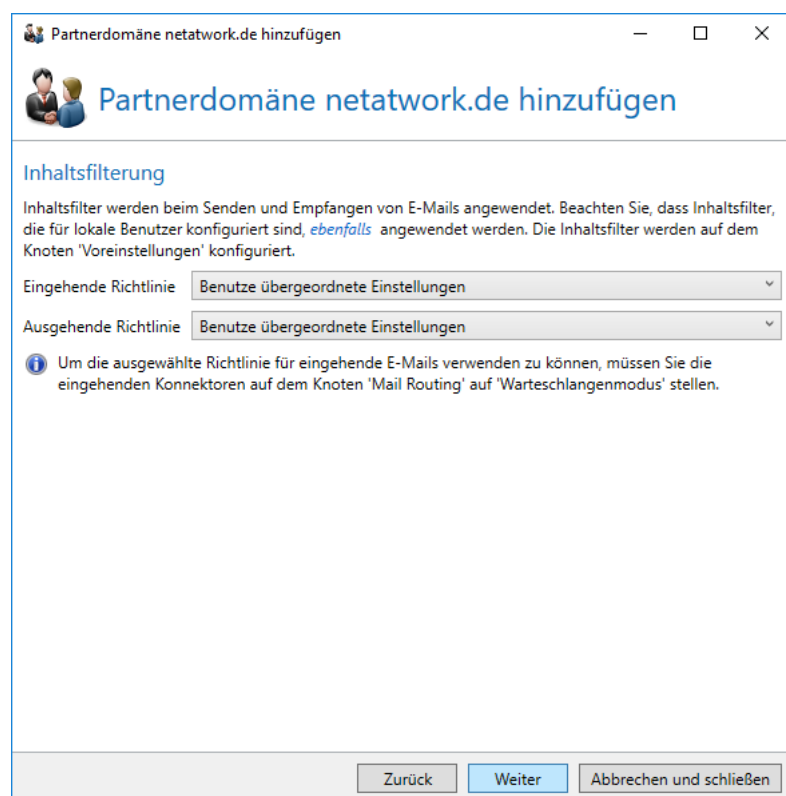 Partnerdomäne netatwork.de hinzufügen
Partnerdomäne netatwork.de hinzufügen
Inhaltsfilterung
Inhaltsfilter werden beim Senden und Empfangen von E-Mails angewendet. Beachten Sie, dass Inhaltsfilter,
die für lokale Benutzer konfiguriert sind, ebenfalls angewendet werden. Die Inhaltsfilter werden auf dem
Knoten 'Voreinstellungen' konfiguriert.
Eingehende Richtlinie Benutze übergeordnete Einstellungen
Ausgehende Richtlinie Benutze übergeordnete Einstellungen
Um die ausgewählte Richtlinie für eingehende E-Mails verwenden zu können, müssen Sie die
eingehenden Konnektoren auf dem Knoten 'Mail Routing' auf 'Warteschlangenmodus' stellen.
Zurück Weiter Abbrechen und schließen